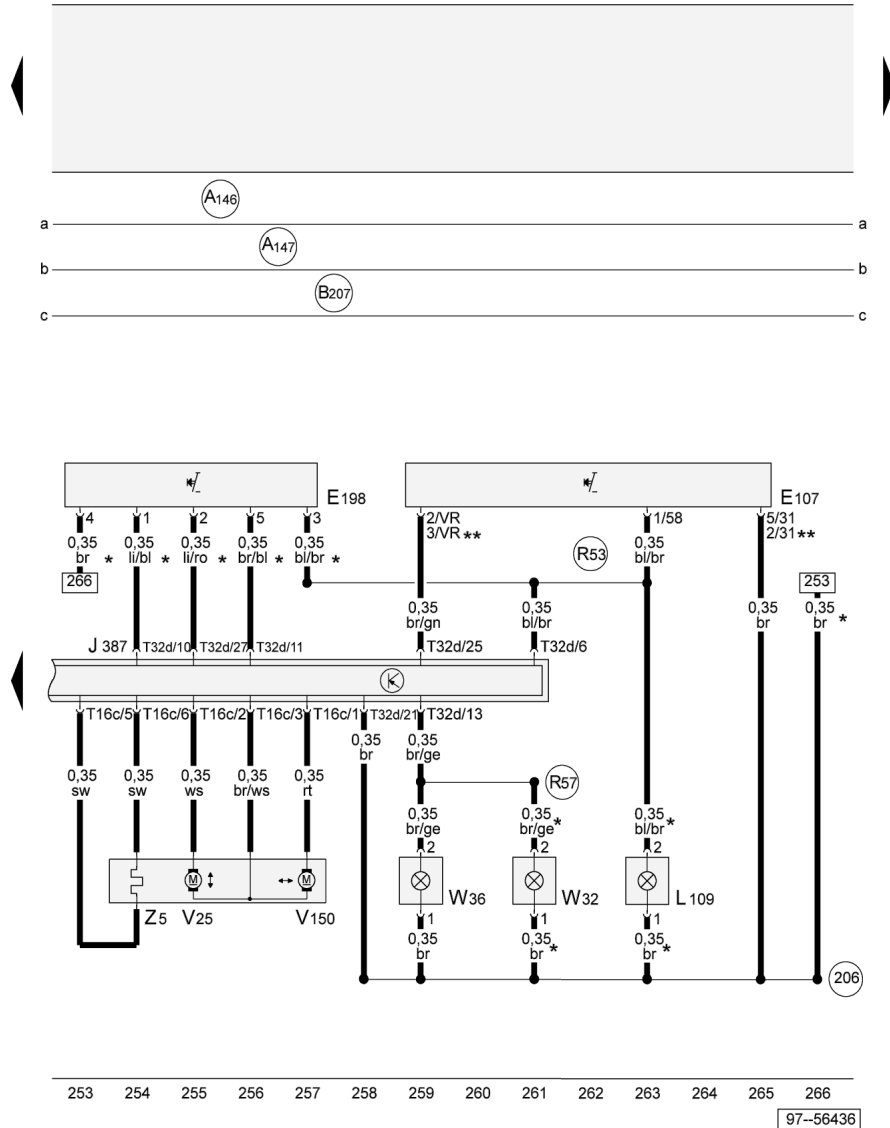 A146
a a
A147
b b
B207
c c
E198 E107
4 1 2 5 3 2/VR 1/58 5/31
3/VR ** 2/31 **
0,35 0,35 0,35 0,35 0,35 R53 0,35
br * li/bl * li/ro * br/bl * bl/br * bl/br
266 253
0,35 0,35 0,35 0,35
br/gn bl/br br br *
J 387 T32d/10 T32d/27 T32d/11 T32d/25 T32d/6
T16c/5 T16c/6 T16c/2 T16c/3 T16c/1 T32d/21 T32d/13
0,35 0,35
br br/ge
0,35 0,35 0,35 0,35 0,35 R57
sw sw ws br/ws rt
0,35 0,35 0,35
br/ge br/ge * bl/br *
2 2 2
M M
W36 W32 L109
Z5 V25 V150
1 1 1
0,35 0,35 0,35
br br * br *
206
253 254 255 256 257 258 259 260 261 262 263 264 265 266
97--56436